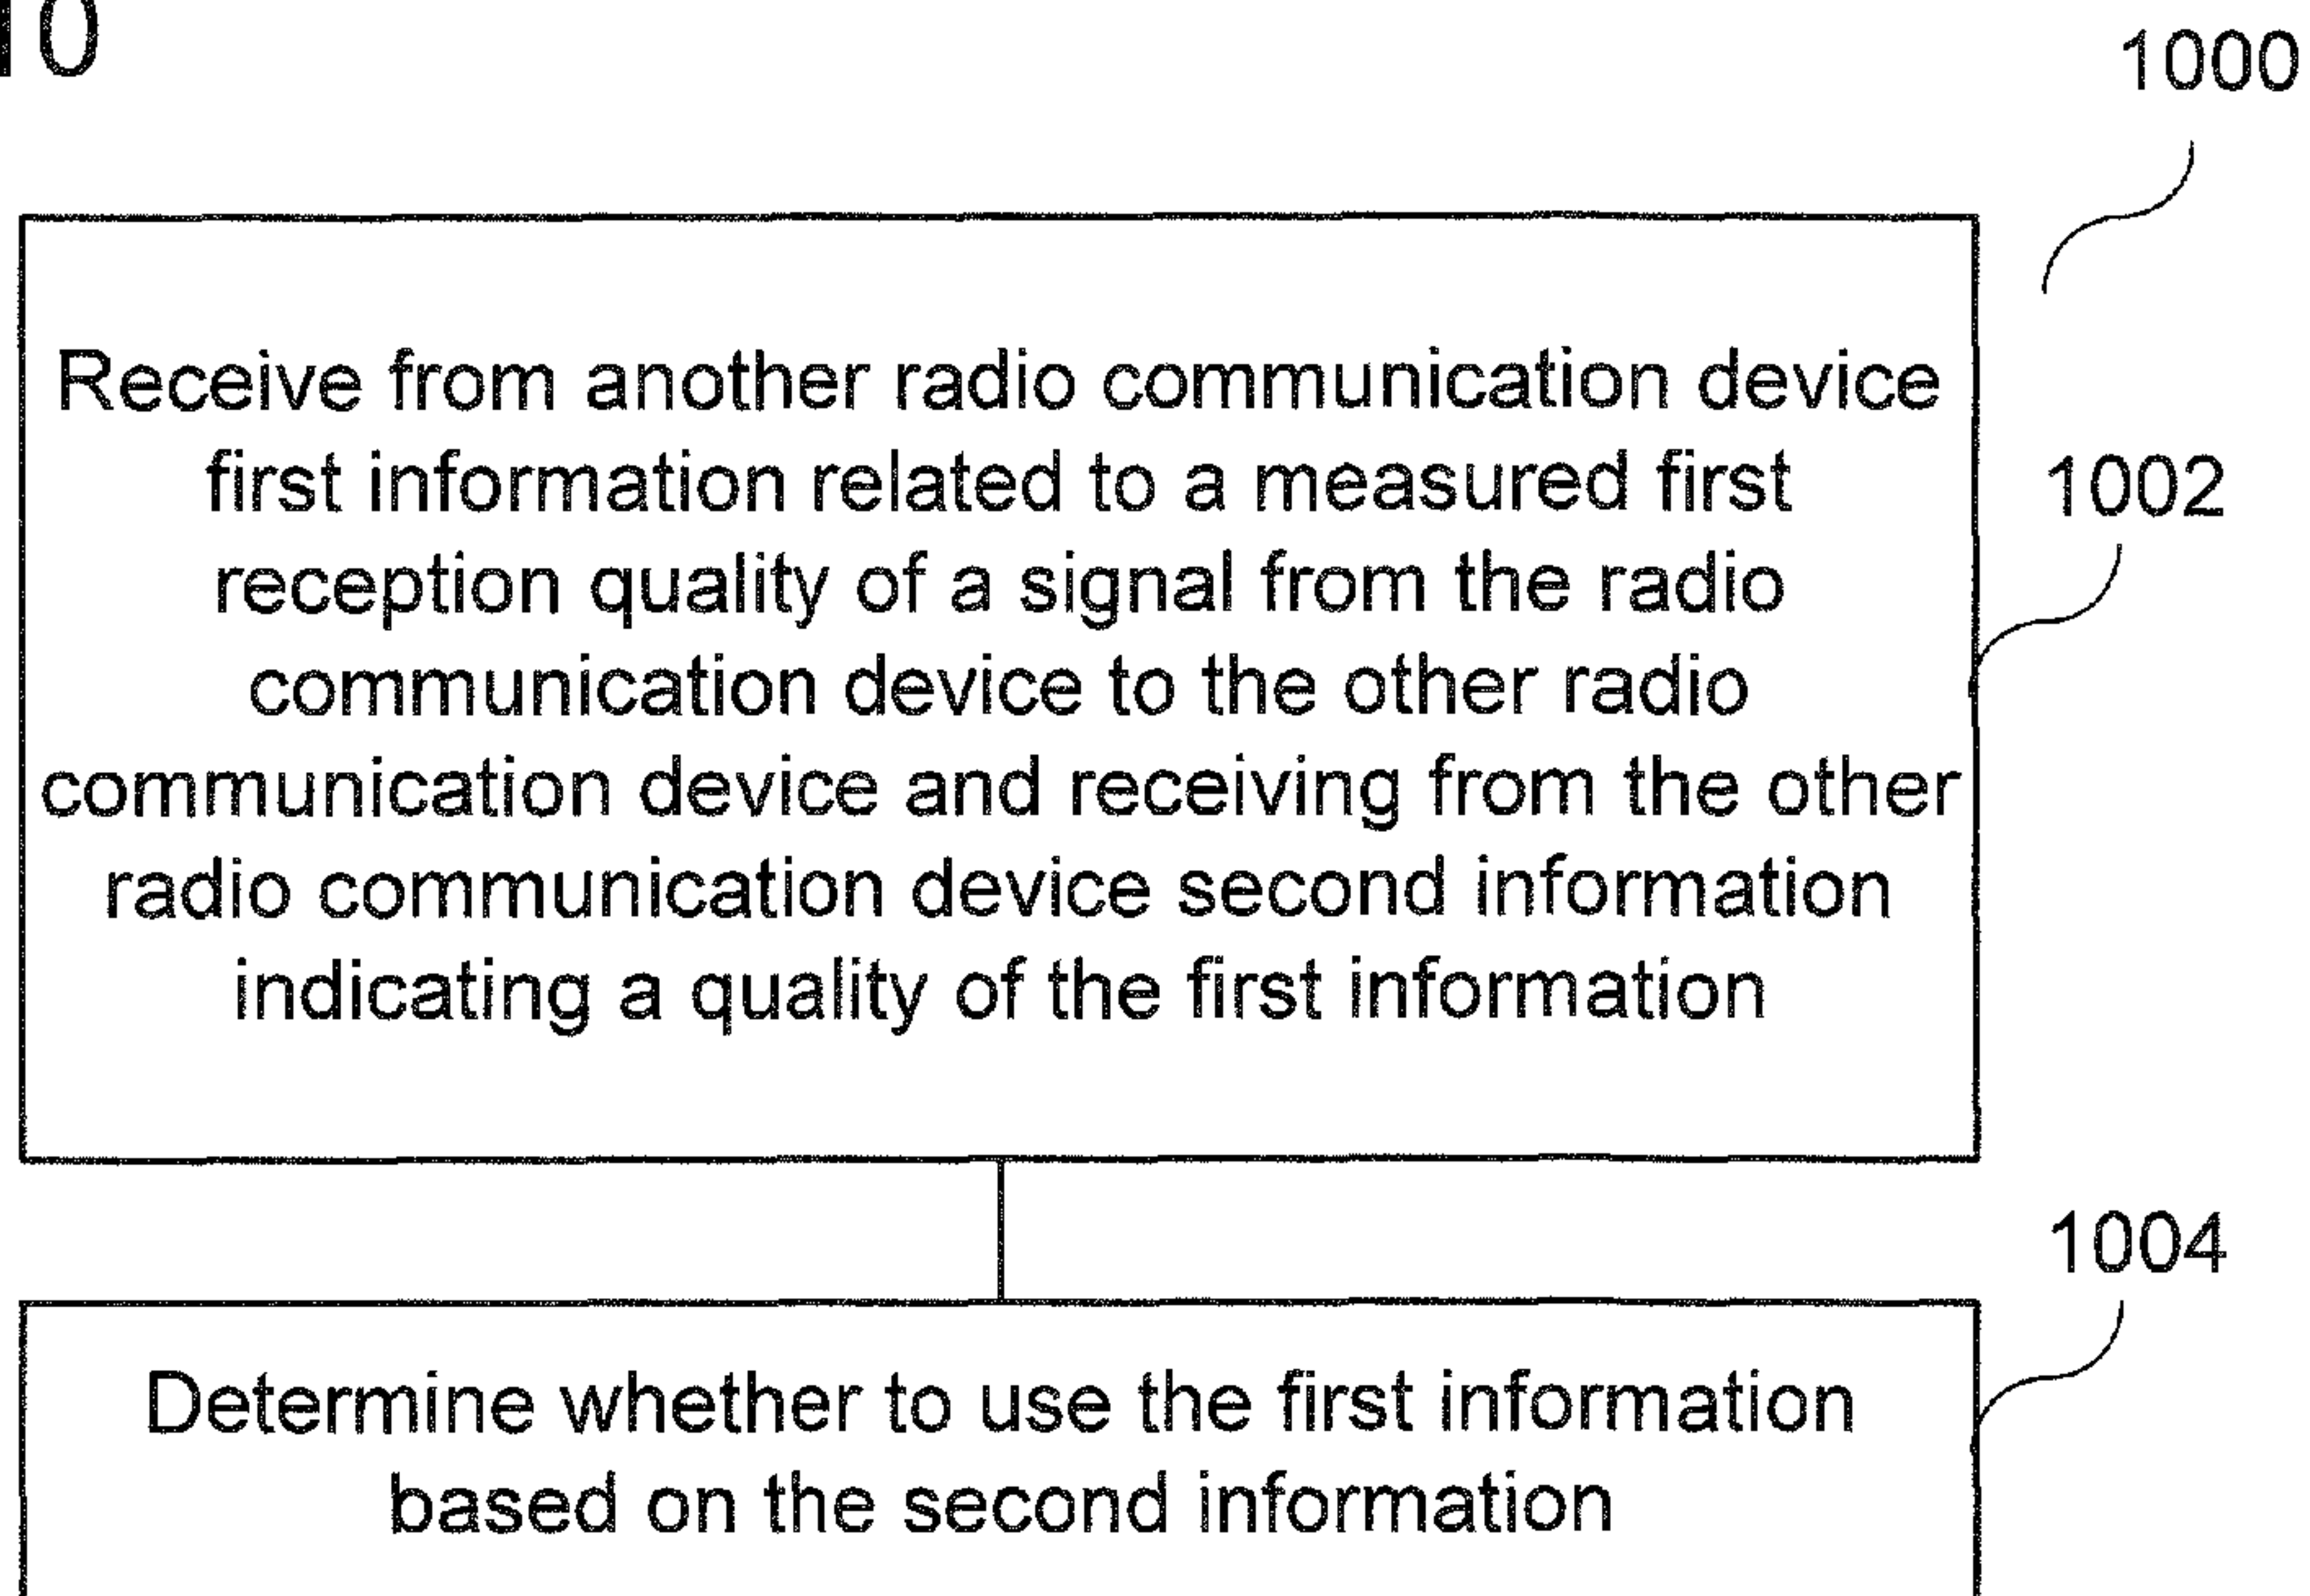 10
1000
Receive from another radio communication device
first information related to a measured first
reception quality of a signal from the radio
communication device to the other radio
communication device and receiving from the other
radio communication device second information
indicating a quality of the first information
1002
1004
Determine whether to use the first information
based on the second information